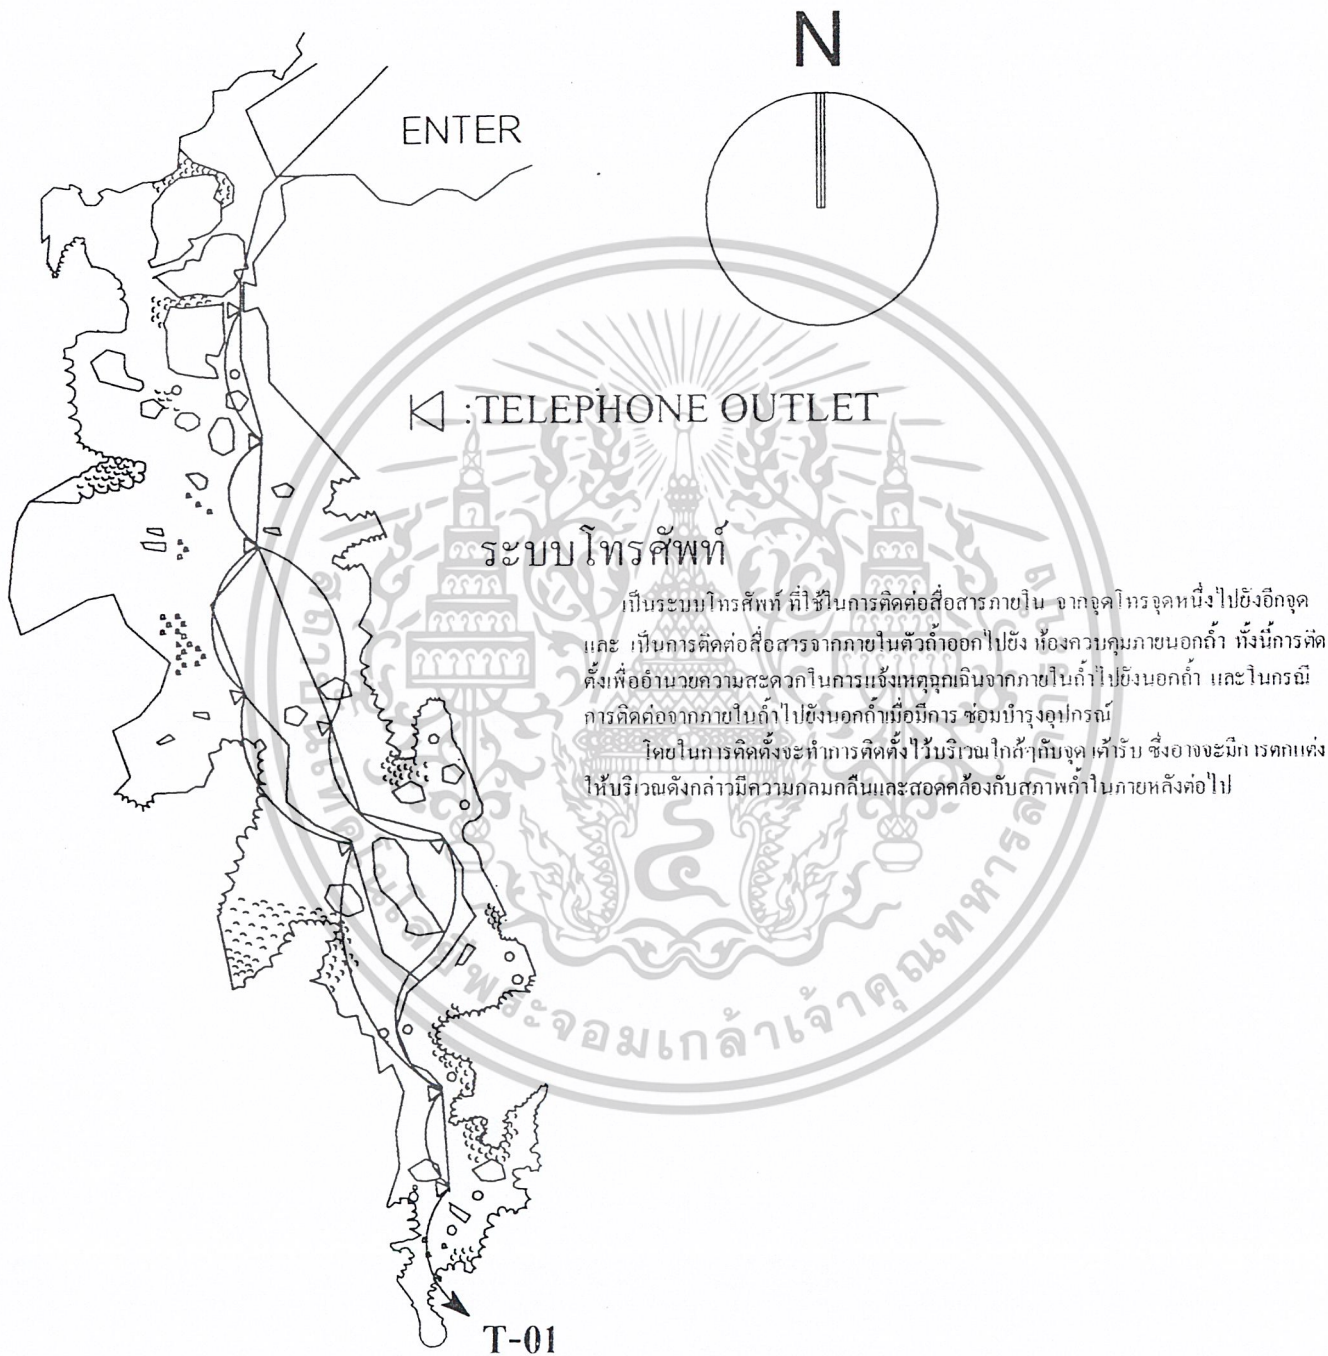 N
ENTER
:TELEPHONE OUTLET
ระบบโทรศัพท์
เป็นระบบโทรศัพท์ ที่ใช้ในการติดต่อสื่อสารภายใน จากจุดโทรจุดหนึ่งไปยังอีกจุด
และ เป็นการติดต่อสื่อสารจากภายในตัวถ้ำออกไปยัง ห้องควบคุมภายนอกถ้ำ ทั้งนี้การติด
ตั้งเพื่ออำนวยความสะดวกในการแจ้งเหตุฉุกเฉินจากภายในถ้ำไปยังนอกถ้ำ และในกรณี
การติดต่อจากภายในถ้ำไปยังนอกถ้ำเมื่อมีการ ซ่อมบำรุงอุปกรณ์
โดยในการติดตั้งจะทำการติดตั้งไว้บริเวณใกล้ๆกับจุด เต้ารับ ซึ่งอาจจะมีการตกแต่ง
ให้บริเวณดังกล่าวมีความกลมกลืนและสอดคล้องกับสภาพถ้ำในภายหลังต่อไป
พระจอมเกล้าเจ้าคุณทหารลาดกระบัง
T-01